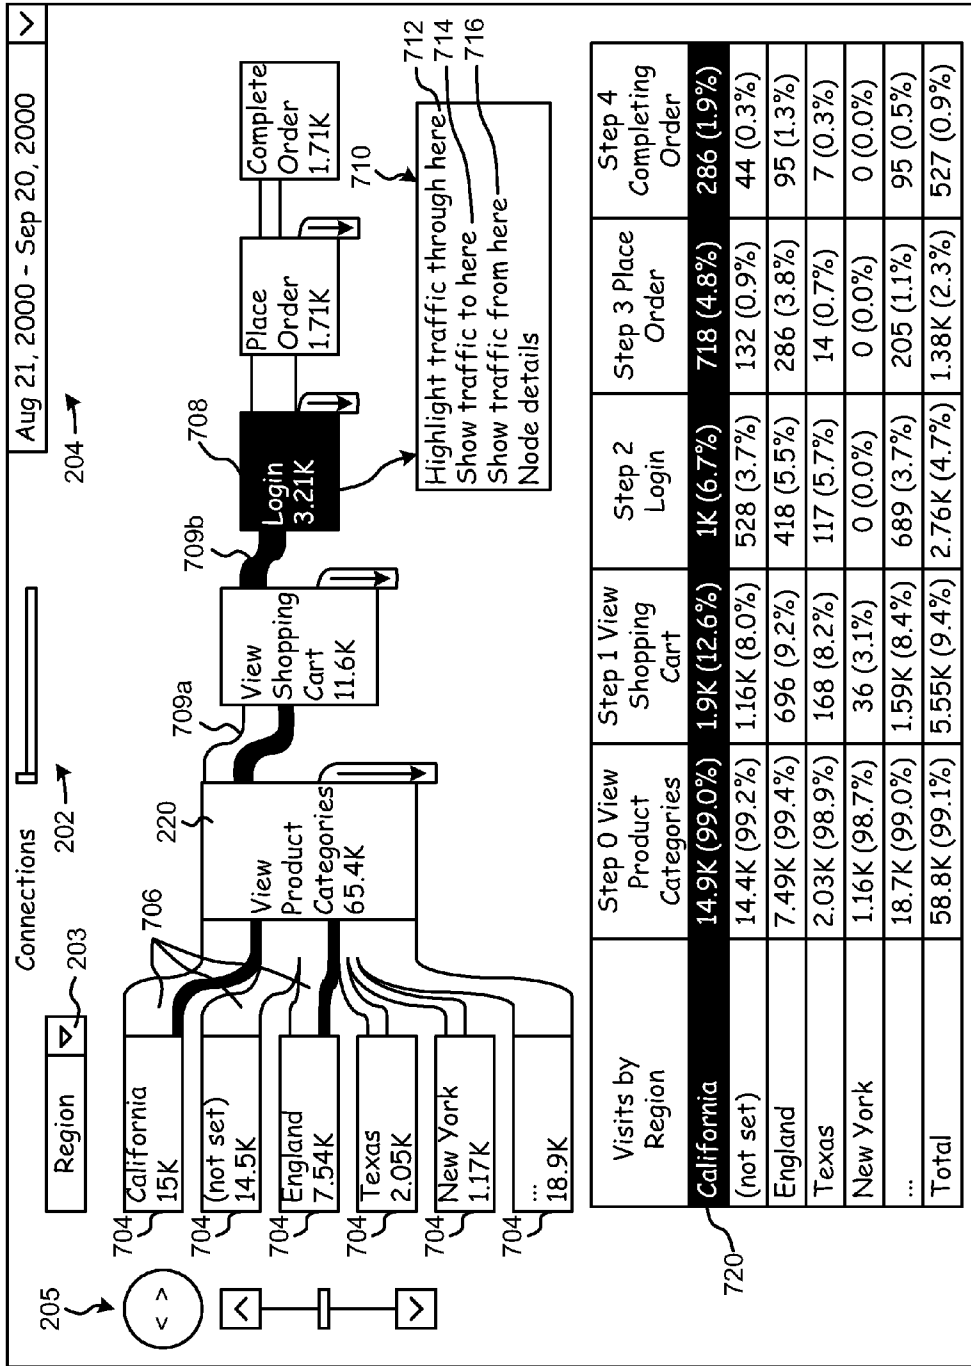 Connections
Aug 21, 2000 - Sep 20, 2000
202
204
Region
203
205
< >
706
220
709a
709b
708
704
California
15K
704
(not set)
14.5K
704
England
7.54K
704
Texas
2.05K
704
New York
1.17K
704
...
18.9K
View
Product
Categories
65.4K
View
Shopping
Cart
11.6K
Login
3.21K
Place
Order
1.71K
Complete
Order
1.71K
710
Highlight traffic through here
Show traffic to here
Show traffic from here
Node details
712
714
716
720
Visits by
Region
Step 0 View
Product
Categories
Step 1 View
Shopping
Cart
Step 2
Login
Step 3 Place
Order
Step 4
Completing
Order
California 14.9K (99.0%) 1.9K (12.6%) 1K (6.7%) 718 (4.8%) 286 (1.9%)
(not set) 14.4K (99.2%) 1.16K (8.0%) 528 (3.7%) 132 (0.9%) 44 (0.3%)
England 7.49K (99.4%) 696 (9.2%) 418 (5.5%) 286 (3.8%) 95 (1.3%)
Texas 2.03K (98.9%) 168 (8.2%) 117 (5.7%) 14 (0.7%) 7 (0.3%)
New York 1.16K (98.7%) 36 (3.1%) 0 (0.0%) 0 (0.0%) 0 (0.0%)
... 18.7K (99.0%) 1.59K (8.4%) 689 (3.7%) 205 (1.1%) 95 (0.5%)
Total 58.8K (99.1%) 5.55K (9.4%) 2.76K (4.7%) 1.38K (2.3%) 527 (0.9%)